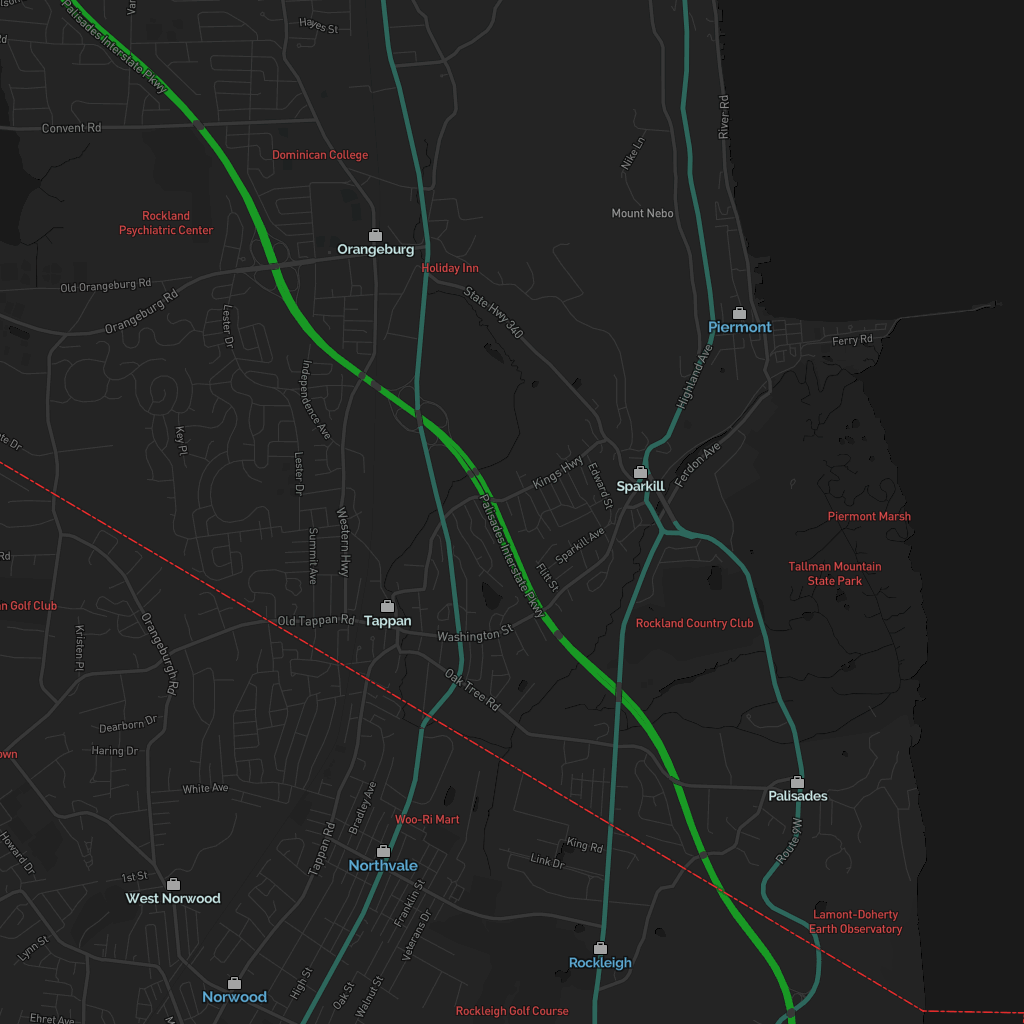 Hayes St
Palisades Interstate Pkwy
River Rd
Convent Rd
Nike Ln
Dominican College
Mount Nebo
Rockland
Psychiatric Center
Orangeburg
Holiday Inn
Old Orangeburg Rd
Orangeburg Rd
State Hwy 340
Lester Dr
Piermont
Ferry Rd
Highland Ave
Independence Ave
Key Pl
Lester Dr
Kings Hwy
Edward St
Ferdon Ave
Sparkill
Piermont Marsh
Palisades Interstate Pkwy
Western Hwy
Summit Ave
Sparkill Ave
Flitt St
Tallman Mountain
State Park
Rd
an Golf Club
Tappan
Old Tappan Rd
Washington St
Rockland Country Club
Kristen Pl
Orangeburgh Rd
Oak Tree Rd
Dearborn Dr
Haring Dr
own
White Ave
Palisades
Bradley Ave
Woo-Ri Mart
Tappan Rd
Howard Dr
King Rd
Link Dr
Route 9W
Northvale
1st St
West Norwood
Franklin St
Veterans Dr
Lamont-Doherty
Earth Observatory
Lynn St
Rockleigh
High St
Norwood
Oak St
Walnut St
Rockleigh Golf Course
Ehret Ave